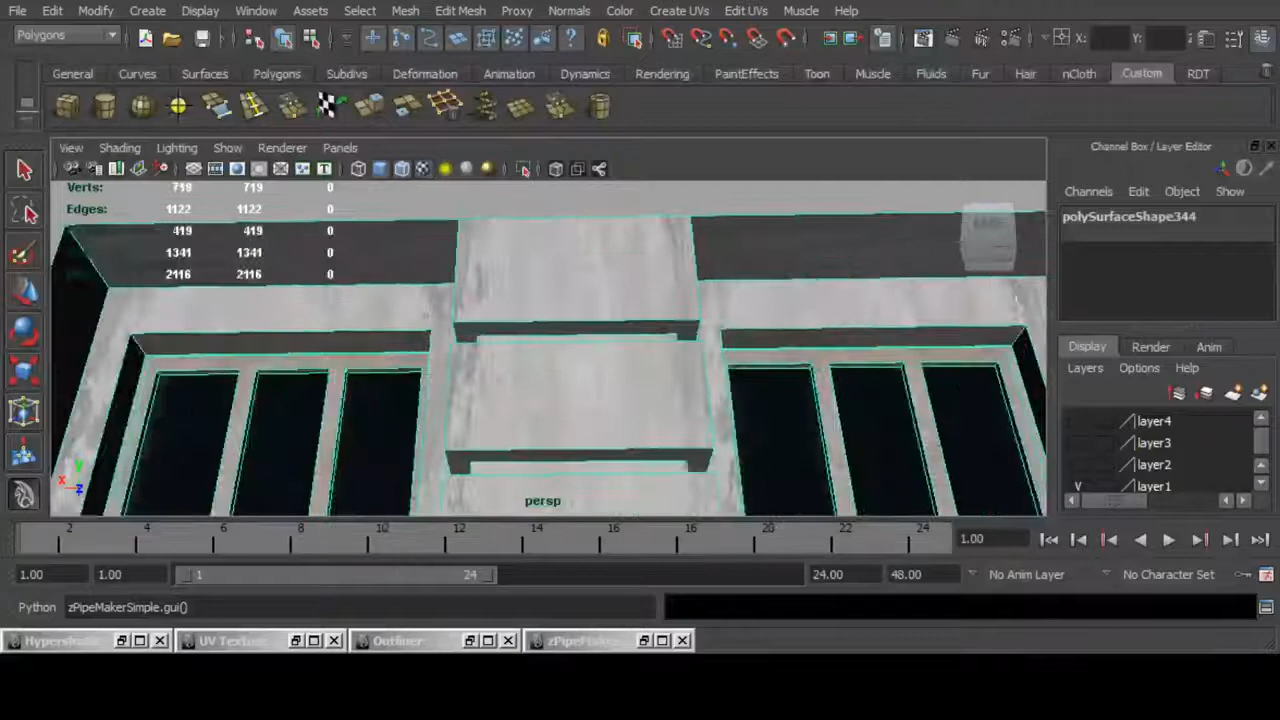 File Edit Modify Create Display Window Assets Select Mesh Edit Mesh Proxy Normals Color Create UVs Edit UVs Muscle Help
Polygons X: Y:
General Curves Surfaces Polygons Subdivs Deformation Animation Dynamics Rendering PaintEffects Toon Muscle Fluids Fur Hair nCloth Custom RDT
View Shading Lighting Show Renderer Panels
Channel Box / Layer Editor
Channels Edit Object Show
polySurfaceShape344
Verts: 719 719 0
Edges: 1122 1122 0
419 419 0
1341 1341 0
2116 2116 0
Display Render Anim
Layers Options Help
layer4
layer3
layer2
V layer1
persp
2 4 6 8 10 12 14 16 18 20 22 24
1.00
1.00 1.00 1 24 24.00 48.00 No Anim Layer No Character Set
Python zPipeMakerSimple.gui()
UV Textu Outliner